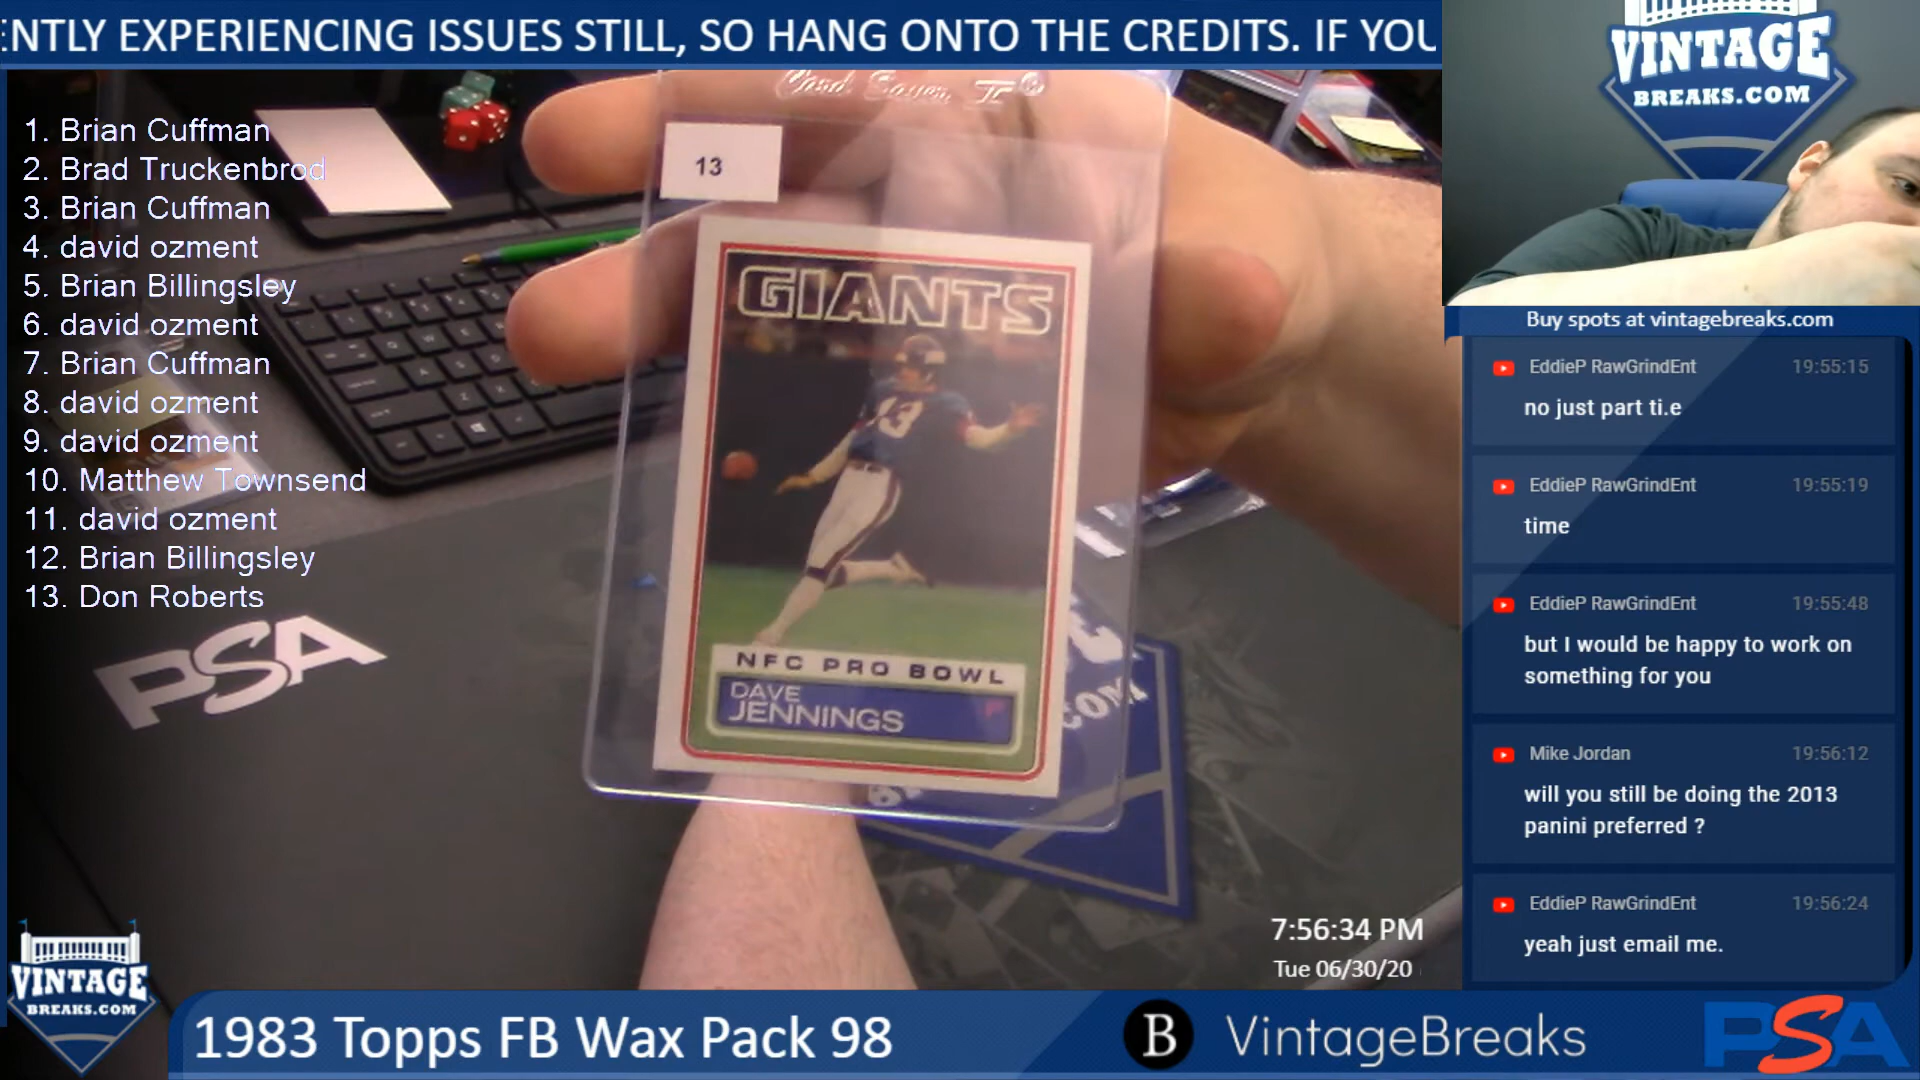 ENTLY EXPERIENCING ISSUES STILL, SO HANG ONTO THE CREDITS. IF YOU
VINTAGE
BREAKS.COM
1. Brian Cuffman
2. Brad Truckenbrod
3. Brian Cuffman
4. david ozment
5. Brian Billingsley
6. david ozment
7. Brian Cuffman
8. david ozment
9. david ozment
10. Matthew Townsend
11. david ozment
12. Brian Billingsley
13. Don Roberts
Card Saver II®
13
GIANTS
13
NFC PRO BOWL
DAVE
JENNINGS
P
PSA
.COM
Buy spots at vintagebreaks.com
EddieP RawGrindEnt 19:55:15
no just part ti.e
EddieP RawGrindEnt 19:55:19
time
EddieP RawGrindEnt 19:55:48
but I would be happy to work on
something for you
Mike Jordan 19:56:12
will you still be doing the 2013
panini preferred ?
EddieP RawGrindEnt 19:56:24
yeah just email me.
7:56:34 PM
Tue 06/30/20
VINTAGE
BREAKS.COM
1983 Topps FB Wax Pack 98
B VintageBreaks
PSA